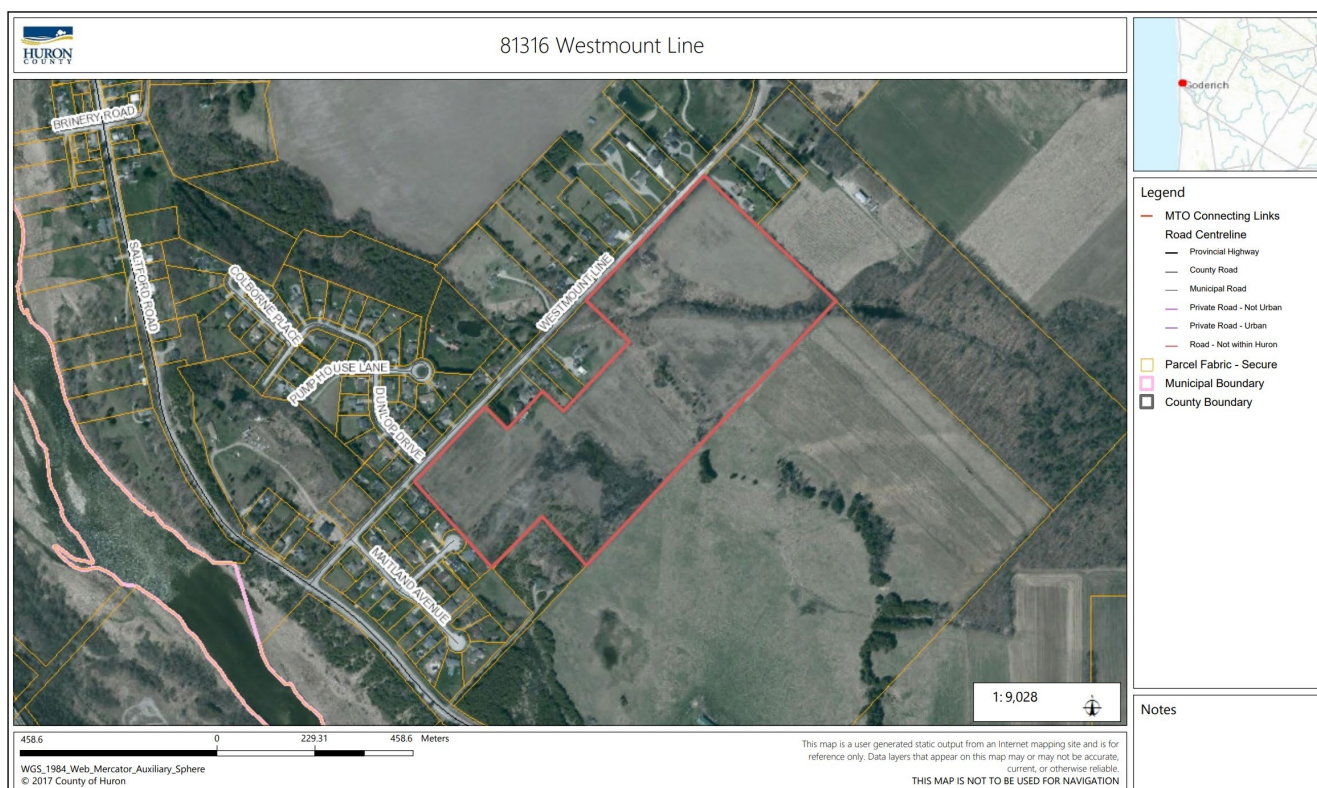 HURON
COUNTY
81316 Westmount Line
BRINERY ROAD
SALTFORD ROAD
COLBORNE PLACE
PUMP HOUSE LANE
DUNLOP DRIVE
WESTMOUNT LINE
MAITLAND AVENUE
1: 9,028
Goderich
Legend
MTO Connecting Links
Road Centreline
Provincial Highway
County Road
Municipal Road
Private Road - Not Urban
Private Road - Urban
Road - Not within Huron
Parcel Fabric - Secure
Municipal Boundary
County Boundary
Notes
458.6 0 229.31 458.6 Meters
WGS_1984_Web_Mercator_Auxiliary_Sphere
© 2017 County of Huron
This map is a user generated static output from an Internet mapping site and is for
reference only. Data layers that appear on this map may or may not be accurate,
current, or otherwise reliable.
THIS MAP IS NOT TO BE USED FOR NAVIGATION